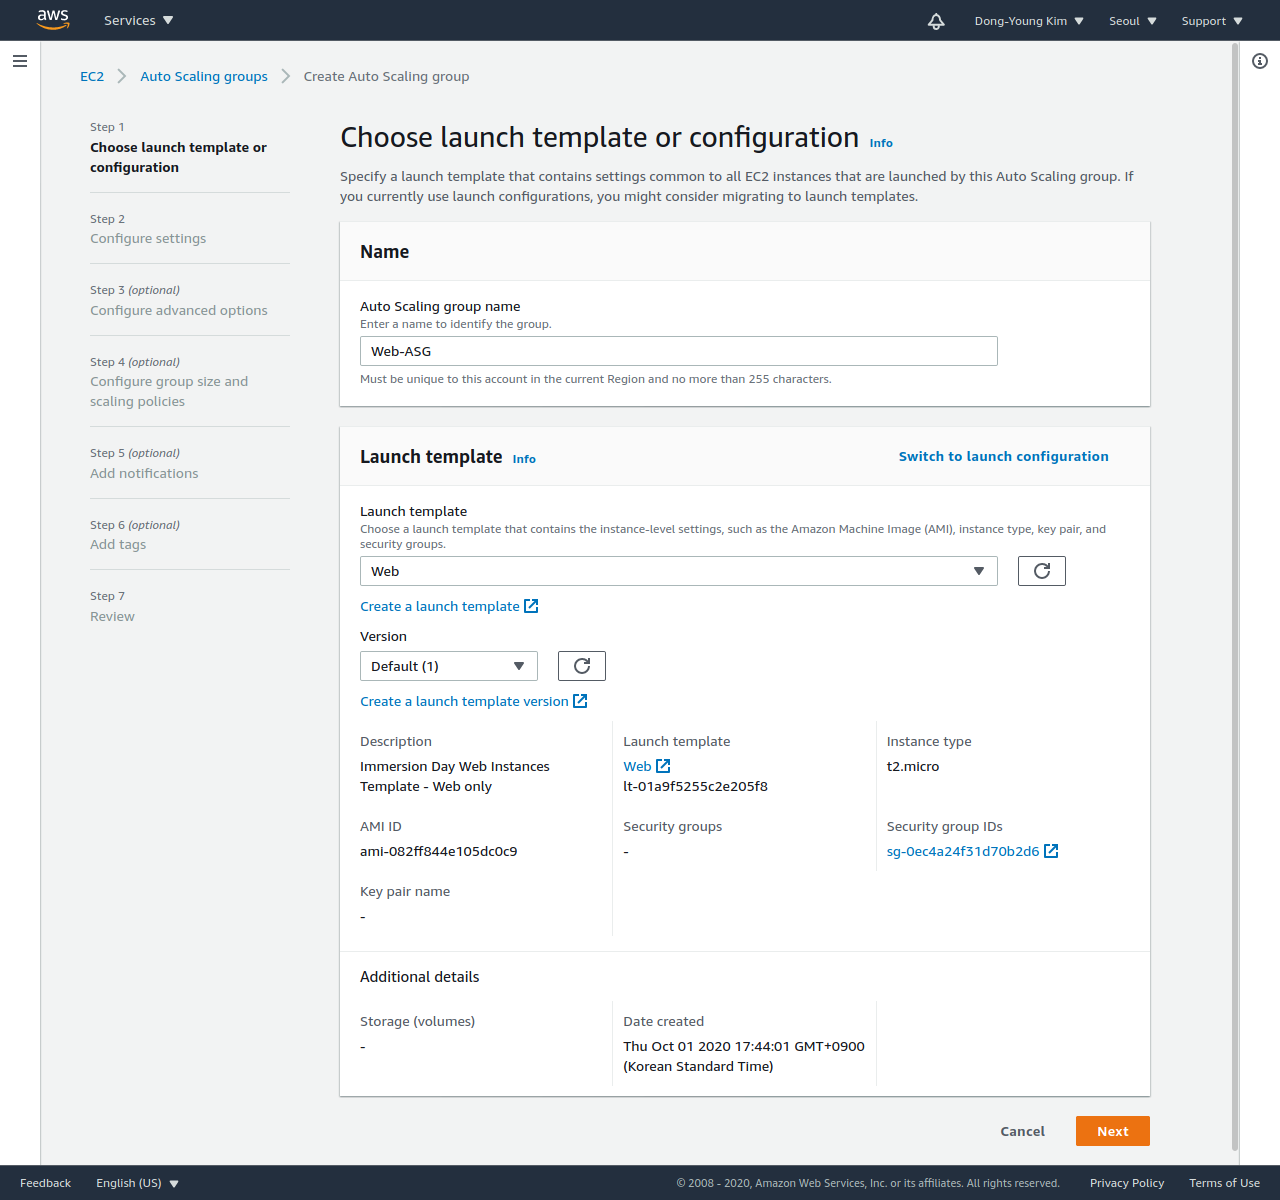 aws
Services
Dong-Young Kim
Seoul
Support
EC2 Auto Scaling groups Create Auto Scaling group
Step 1
Choose launch template or
configuration
Step 2
Configure settings
Step 3 (optional)
Configure advanced options
Step 4 (optional)
Configure group size and
scaling policies
Step 5 (optional)
Add notifications
Step 6 (optional)
Add tags
Step 7
Review
Choose launch template or configuration Info
Specify a launch template that contains settings common to all EC2 instances that are launched by this Auto Scaling group. If
you currently use launch configurations, you might consider migrating to launch templates.
Name
Auto Scaling group name
Enter a name to identify the group.
Web-ASG
Must be unique to this account in the current Region and no more than 255 characters.
Launch template Info
Switch to launch configuration
Launch template
Choose a launch template that contains the instance-level settings, such as the Amazon Machine Image (AMI), instance type, key pair, and
security groups.
Web
Create a launch template
Version
Default (1)
Create a launch template version
Description
Immersion Day Web Instances
Template - Web only
Launch template
Web
lt-01a9f5255c2e205f8
Instance type
t2.micro
AMI ID
ami-082ff844e105dc0c9
Security groups
-
Security group IDs
sg-0ec4a24f31d70b2d6
Key pair name
-
Additional details
Storage (volumes)
-
Date created
Thu Oct 01 2020 17:44:01 GMT+0900
(Korean Standard Time)
Cancel
Next
Feedback
English (US)
© 2008 - 2020, Amazon Web Services, Inc. or its affiliates. All rights reserved.
Privacy Policy
Terms of Use